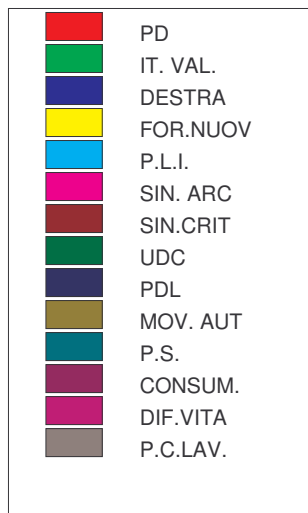 PD
IT. VAL.
DESTRA
FOR.NUOV
P.L.I.
SIN. ARC
SIN.CRIT
UDC
PDL
MOV. AUT
P.S.
CONSUM.
DIF.VITA
P.C.LAV.